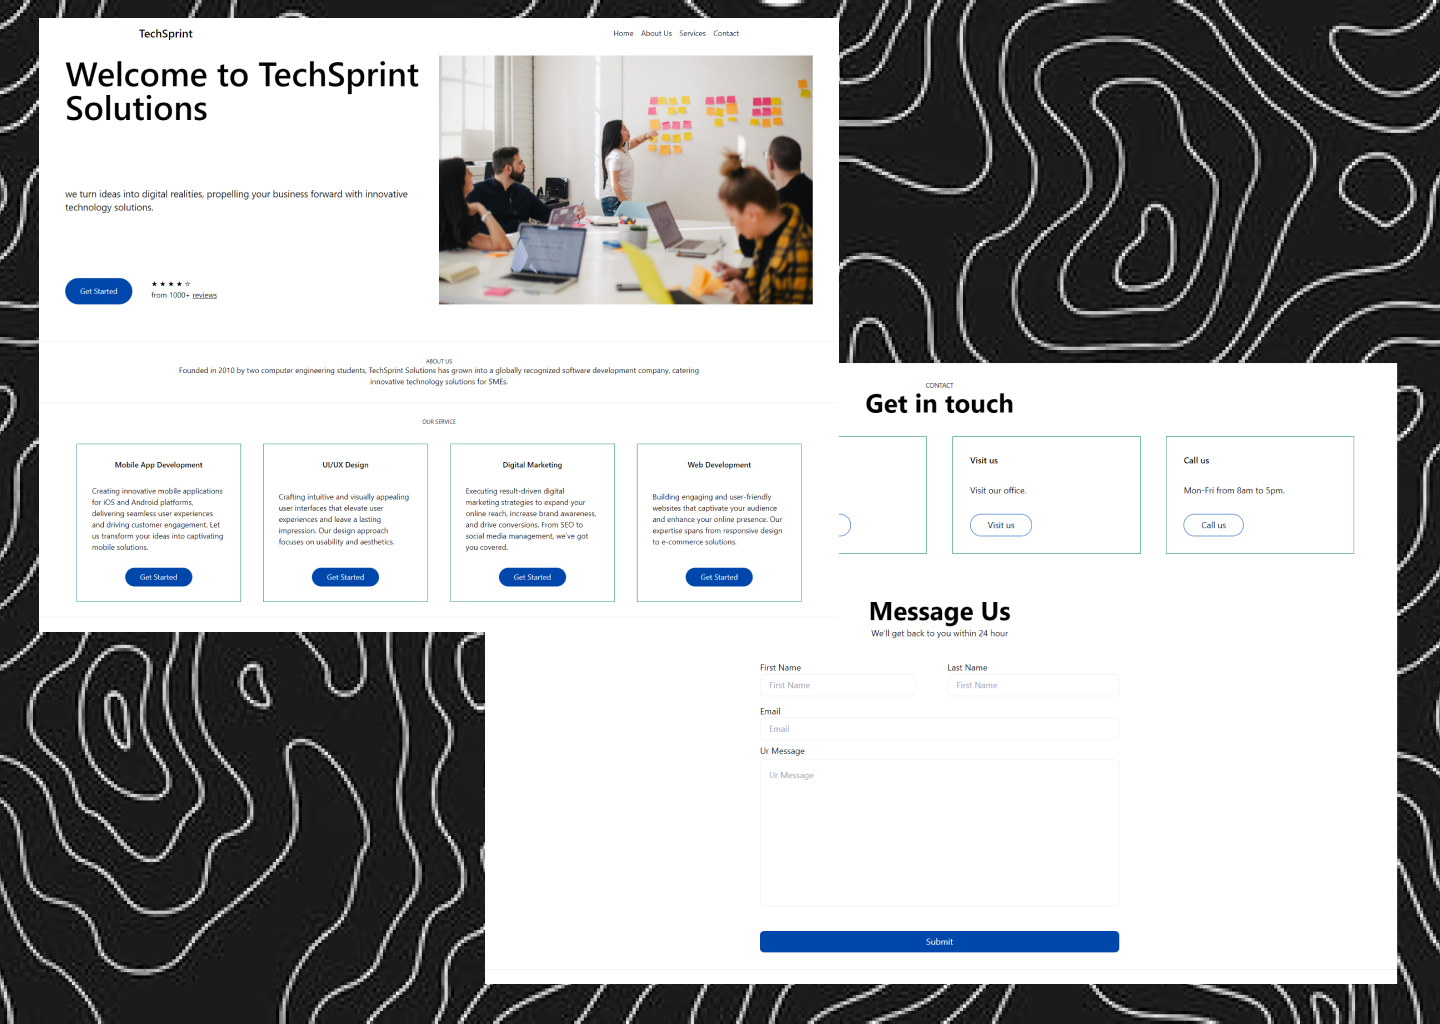 TechSprint
Home About Us Services Contact
Welcome to TechSprint
Solutions
we turn ideas into digital realities, propelling your business forward with innovative
technology solutions.
Get Started
★ ★ ★ ★ ☆
from 1000+ reviews
ABOUT US
Founded in 2010 by two computer engineering students, TechSprint Solutions has grown into a globally recognized software development company, catering
innovative technology solutions for SMEs.
OUR SERVICE
Mobile App Development
Creating innovative mobile applications
for iOS and Android platforms,
delivering seamless user experiences
and driving customer engagement. Let
us transform your ideas into captivating
mobile solutions.
Get Started
UI/UX Design
Crafting intuitive and visually appealing
user interfaces that elevate user
experiences and leave a lasting
impression. Our design approach
focuses on usability and aesthetics.
Get Started
Digital Marketing
Executing result-driven digital
marketing strategies to expand your
online reach, increase brand awareness,
and drive conversions. From SEO to
social media management, we've got
you covered.
Get Started
Web Development
Building engaging and user-friendly
websites that captivate your audience
and enhance your online presence. Our
expertise spans from responsive design
to e-commerce solutions.
Get Started
CONTACT
Get in touch
Visit us
Visit our office.
Visit us
Call us
Mon-Fri from 8am to 5pm.
Call us
Message Us
We'll get back to you within 24 hour
First Name
First Name
Last Name
First Name
Email
Email
Ur Message
Ur Message
Submit